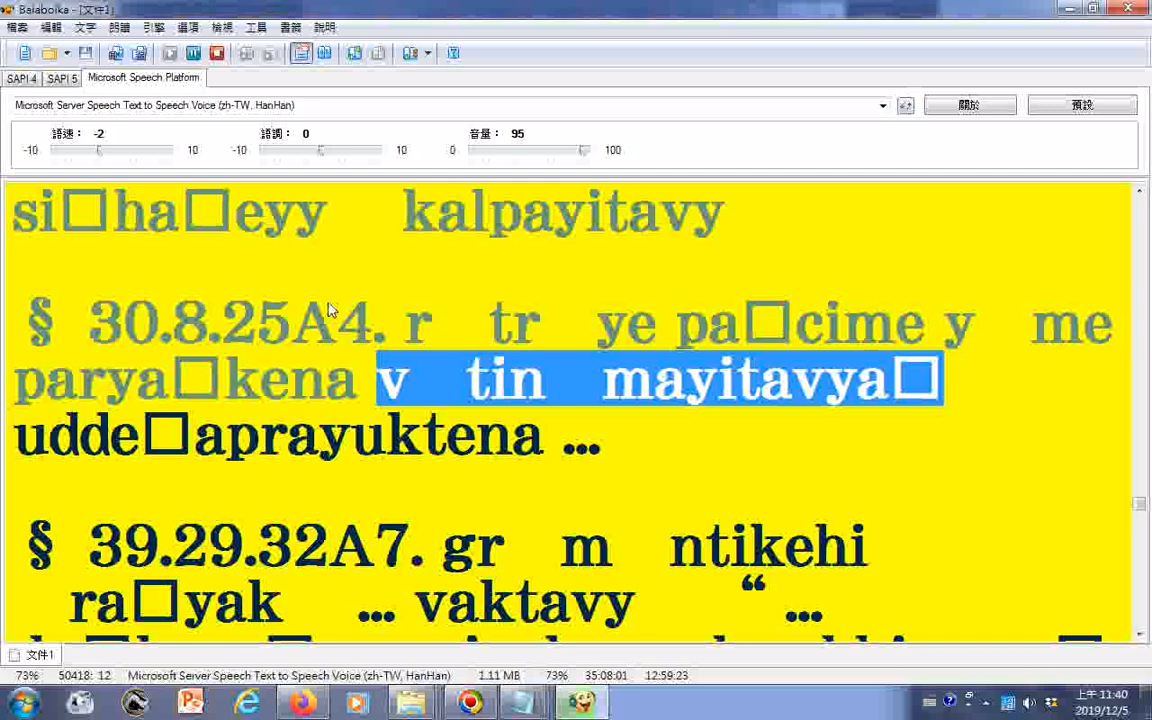 Balabolka - [文件1]
檔案 編輯 文字 朗讀 引擎 選項 檢視 工具 書籤 說明
SAPI 4 SAPI 5 Microsoft Speech Platform
Microsoft Server Speech Text to Speech Voice (zh-TW, HanHan) 關於 預設
語速： -2 語調： 0 音量： 95
-10 10 -10 10 0 100
si□ha□eyy kalpayitavy
§ 30.8.25A4. r tr ye pa□cime y me
parya□kena v tin mayitavya□
udde□aprayuktena ...
§ 39.29.32A7. gr m ntikehi
ra□yak ... vaktavy “ ...
文件1
73% 50418: 12 Microsoft Server Speech Text to Speech Voice (zh-TW, HanHan) 1.11 MB 73% 35:08:01 12:59:23
上午 11:40
2019/12/5